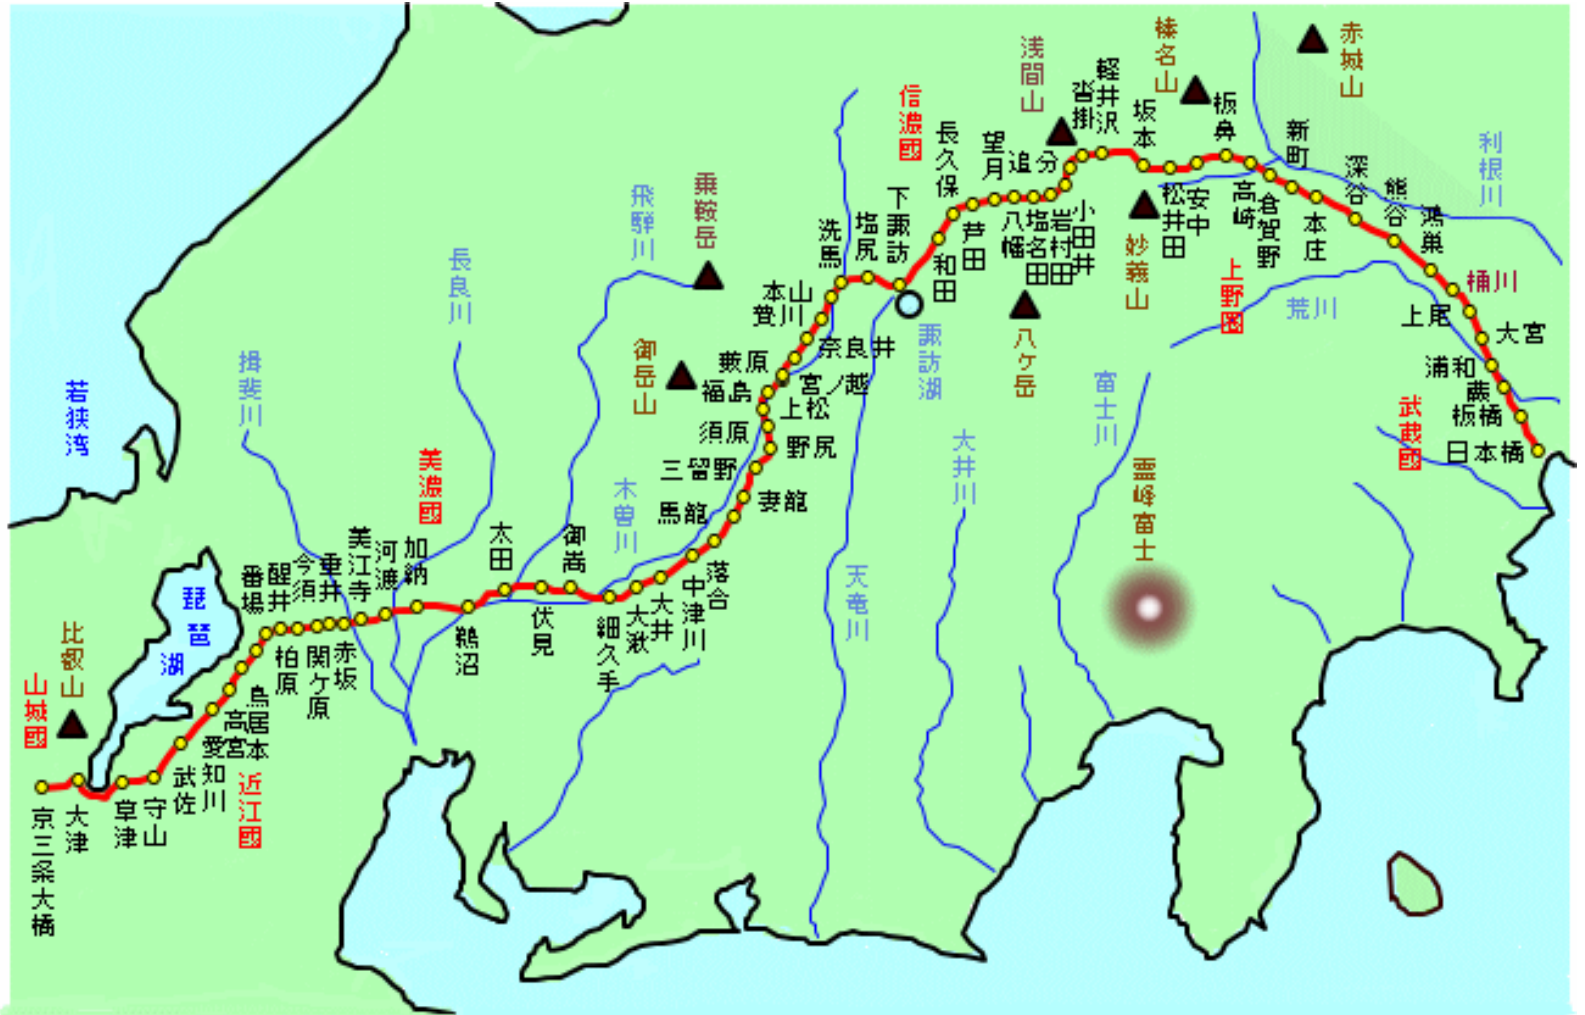 赤城山
榛名山
浅間山
軽井沢
沓掛
坂本
板鼻
新町
利根川
信濃國
長久保
望月
追分
深谷
熊谷
鴻巣
乗鞍岳
飛騨川
下諏訪
塩尻
洗馬
和田
芦田
八幡
塩名田
岩村田
小田井
妙義山
松井田
安中
高崎
倉賀野
本庄
上野圀
桶川
長良川
本山
贄川
奈良井
諏訪湖
八ケ岳
荒川
上尾
大宮
揖斐川
御岳山
藪原
宮ノ越
福島
上松
富士川
浦和
蕨
板橋
若狭湾
須原
野尻
武蔵國
日本橋
美濃國
三留野
大井川
霊峰富士
木曽川
妻籠
馬籠
美江寺
河渡
加納
太田
御嵩
番場
醒井
今須
垂井
琵琶湖
落合
中津川
天竜川
比叡山
鵜沼
伏見
細久手
大湫
大井
柏原
関ケ原
赤坂
山城國
鳥居本
高宮
愛知川
武佐
近江國
京三条大橋
大津
草津
守山